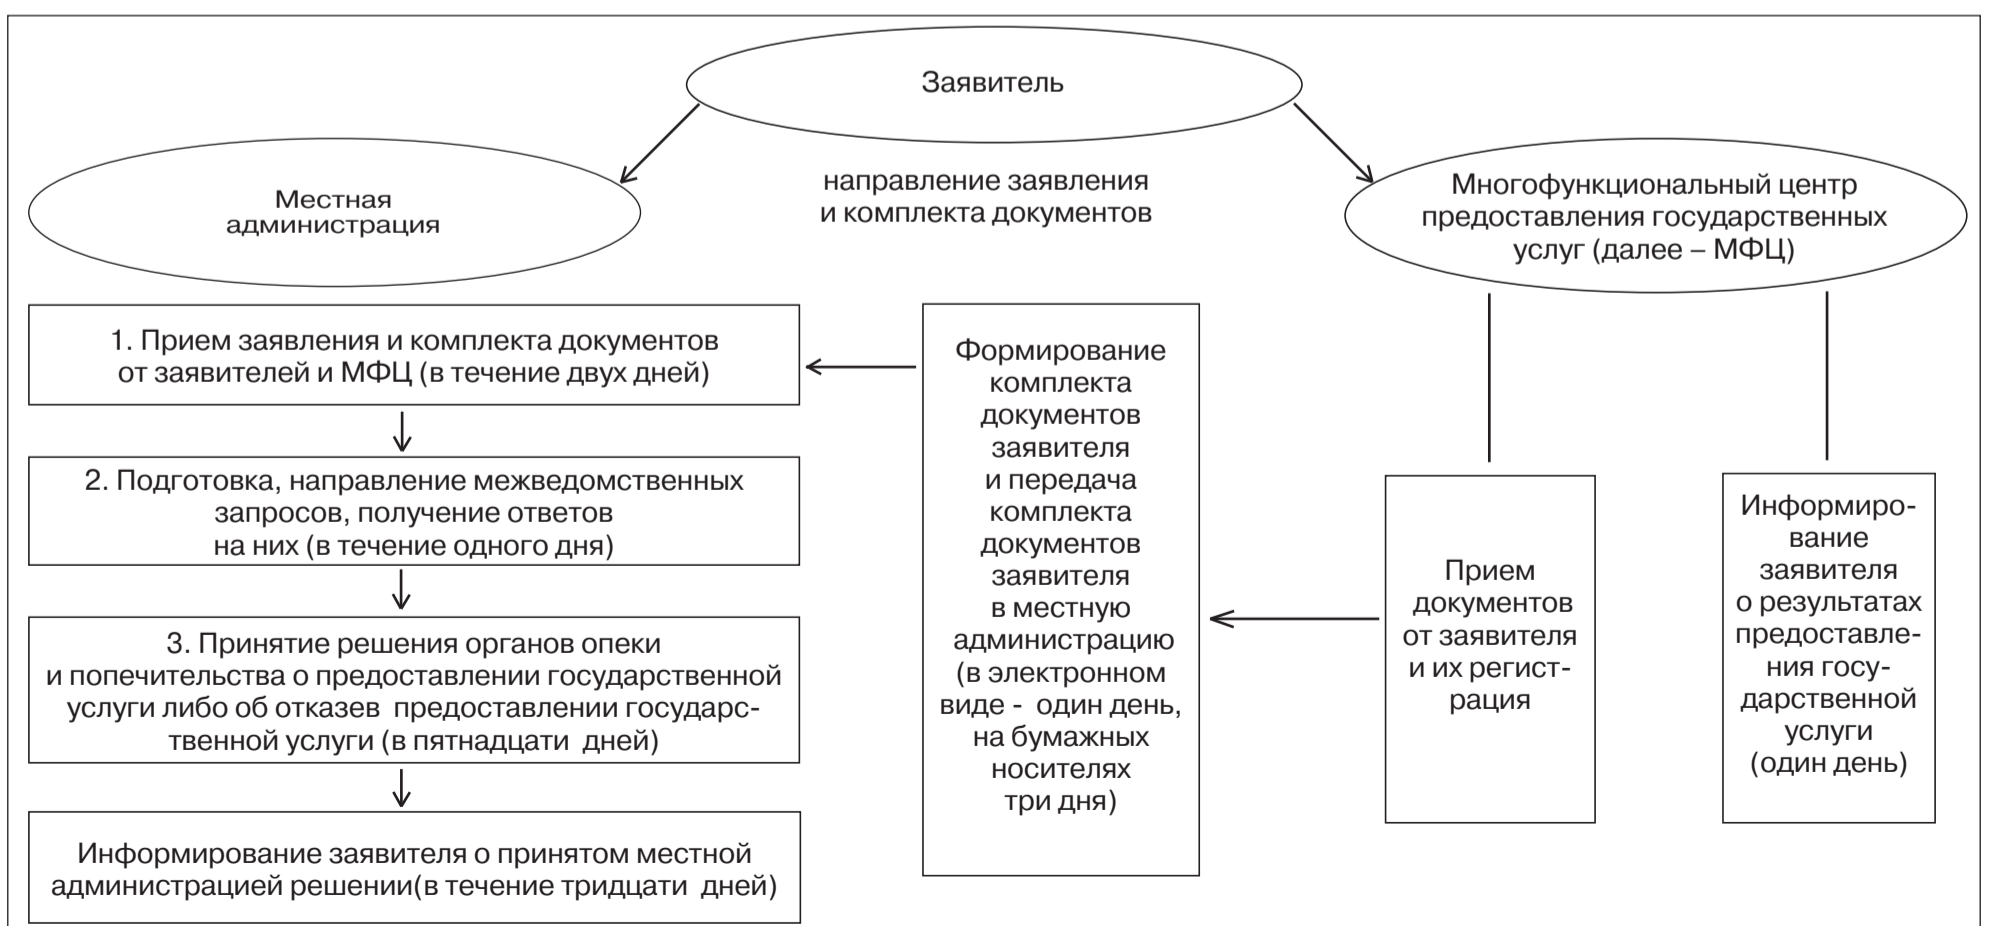 Заявитель
Местная
администрация
направление заявления
и комплекта документов
Многофункциональный центр
предоставления государственных
услуг (далее – МФЦ)
1. Прием заявления и комплекта документов
от заявителей и МФЦ (в течение двух дней)
2. Подготовка, направление межведомственных
запросов, получение ответов
на них (в течение одного дня)
3. Принятие решения органов опеки
и попечительства о предоставлении государственной
услуги либо об отказев предоставлении государс-
твенной услуги (в пятнадцати дней)
Информирование заявителя о принятом местной
администрацией решении(в течение тридцати дней)
Формирование
комплекта
документов
заявителя
и передача
комплекта
документов
заявителя
в местную
администрацию
(в электронном
виде - один день,
на бумажных
носителях
три дня)
Прием
документов
от заявителя
и их регист-
рация
Информиро-
вание
заявителя
о результатах
предоставле-
ния госу-
дарственной
услуги
(один день)